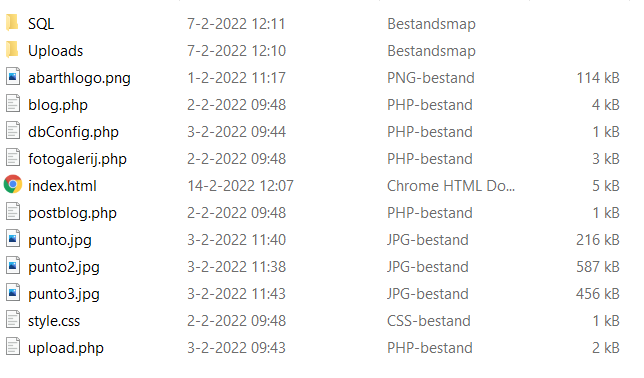 SQL 7-2-2022 12:11 Bestandsmap
Uploads 7-2-2022 12:10 Bestandsmap
abarthlogo.png 1-2-2022 11:17 PNG-bestand 114 kB
blog.php 2-2-2022 09:48 PHP-bestand 4 kB
dbConfig.php 3-2-2022 09:44 PHP-bestand 1 kB
fotogalerij.php 2-2-2022 09:48 PHP-bestand 3 kB
index.html 14-2-2022 12:07 Chrome HTML Do... 5 kB
postblog.php 2-2-2022 09:48 PHP-bestand 1 kB
punto.jpg 3-2-2022 11:40 JPG-bestand 216 kB
punto2.jpg 3-2-2022 11:38 JPG-bestand 587 kB
punto3.jpg 3-2-2022 11:43 JPG-bestand 456 kB
style.css 2-2-2022 09:48 CSS-bestand 1 kB
upload.php 3-2-2022 09:43 PHP-bestand 2 kB